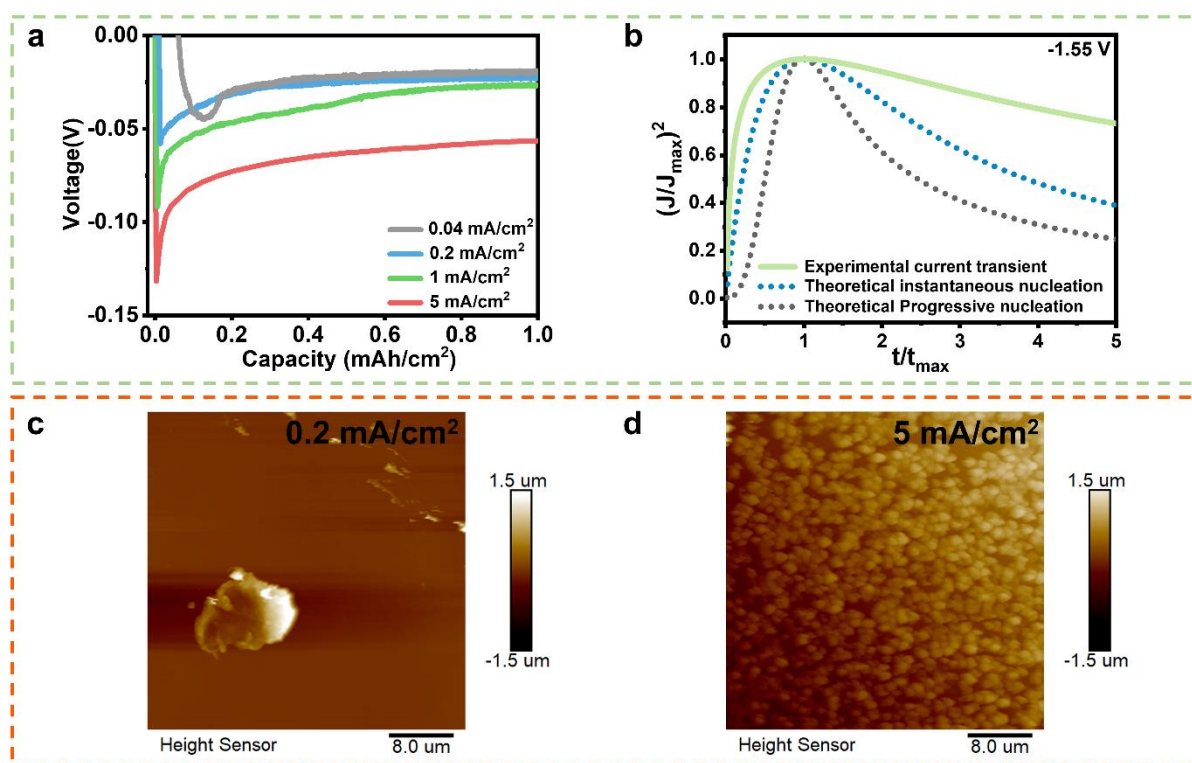 a
0.00
-0.05
-0.10
-0.15
Voltage(V)
0.04 mA/cm²
0.2 mA/cm²
1 mA/cm²
5 mA/cm²
0.0 0.2 0.4 0.6 0.8 1.0
Capacity (mAh/cm²)
b
-1.55 V
1.0
0.8
0.6
0.4
0.2
0.0
(J/Jmax)²
Experimental current transient
Theoretical instantaneous nucleation
Theoretical Progressive nucleation
0 1 2 3 4 5
t/tmax
c
0.2 mA/cm²
1.5 um
-1.5 um
Height Sensor
8.0 um
d
5 mA/cm²
1.5 um
-1.5 um
Height Sensor
8.0 um